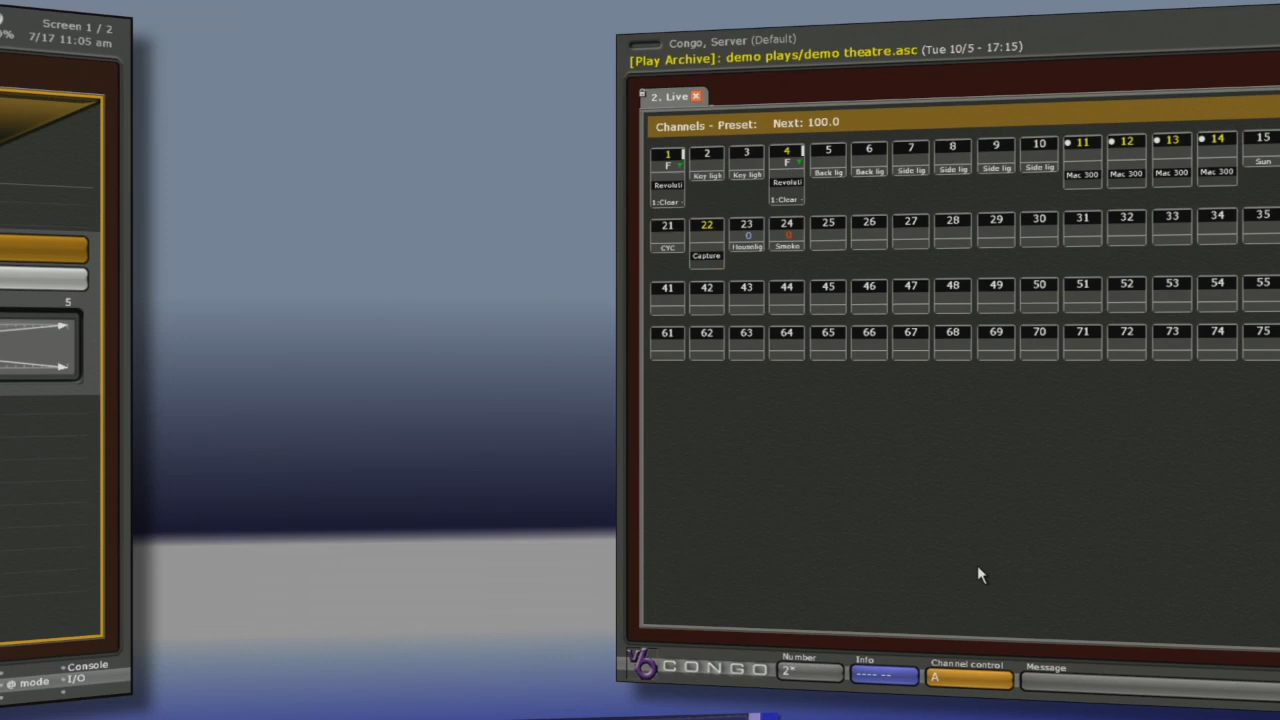 Screen 1 / 2
0%
7/17 11:05 am
5
Console
@ mode
I/O
Congo, Server (Default)
[Play Archive]: demo plays/demo theatre.asc (Tue 10/5 - 17:15)
2. Live
Channels - Preset: Next: 100.0
1 2 3 4 5 6 7 8 9 10 11 12 13 14 15
F F
Key ligh Key ligh Back lig Back lig Side lig Side lig Side lig Side lig Mac 300 Mac 300 Mac 300 Mac 300 Sun
Revoluti Revoluti
1:Clear - 1:Clear -
21 22 23 24 25 26 27 28 29 30 31 32 33 34 35
0 0
CYC Capture Houselig Smoke
41 42 43 44 45 46 47 48 49 50 51 52 53 54 55
61 62 63 64 65 66 67 68 69 70 71 72 73 74 75
V6 CONGO
Number
2*
Info
---- --
Channel control
A
Message